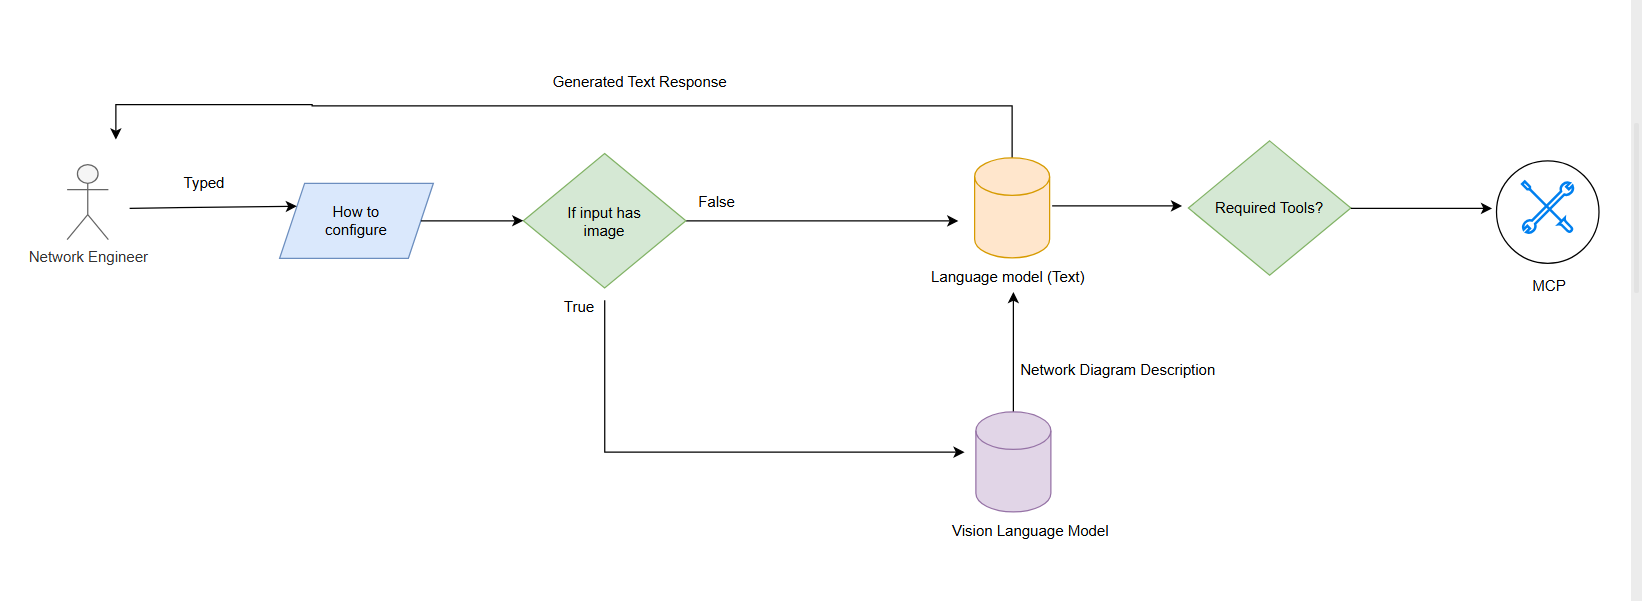 Generated Text Response
Typed
How to
configure
If input has
image
False
Required Tools?
Network Engineer
Language model (Text)
MCP
True
Network Diagram Description
Vision Language Model